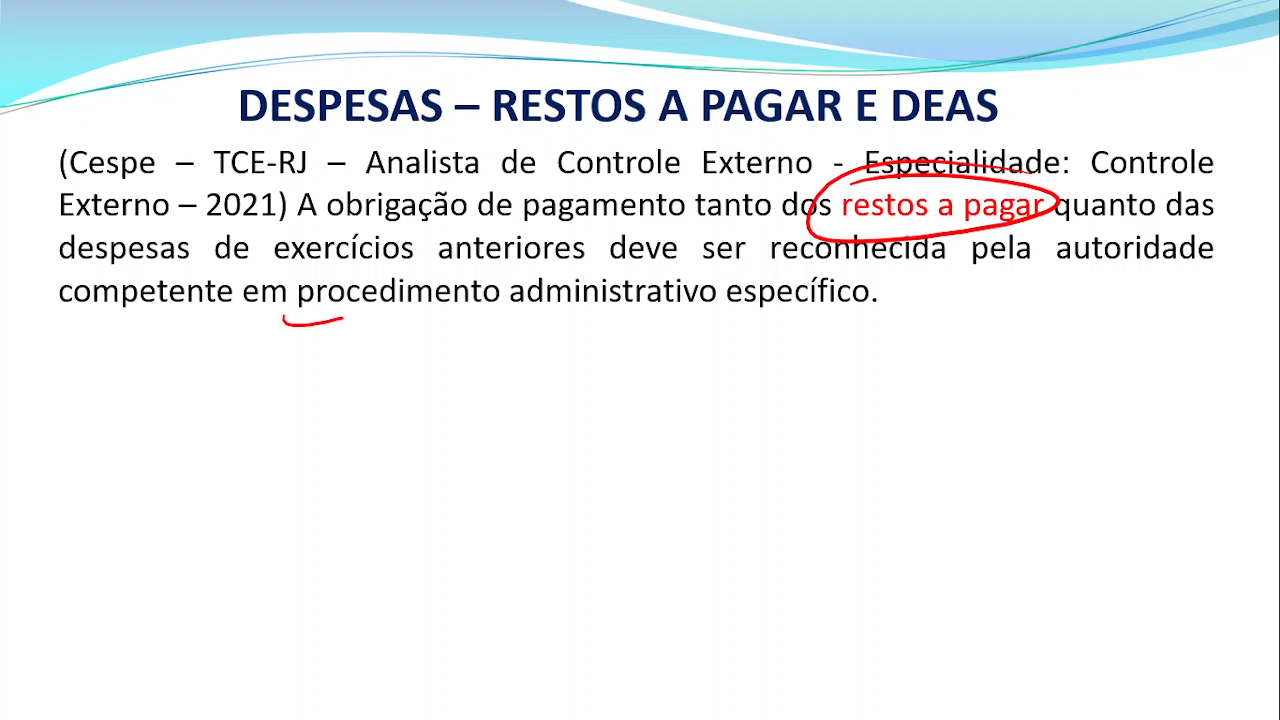 DESPESAS – RESTOS A PAGAR E DEAS
(Cespe – TCE-RJ – Analista de Controle Externo - Especialidade: Controle
Externo – 2021) A obrigação de pagamento tanto dos restos a pagar quanto das
despesas de exercícios anteriores deve ser reconhecida pela autoridade
competente em procedimento administrativo específico.